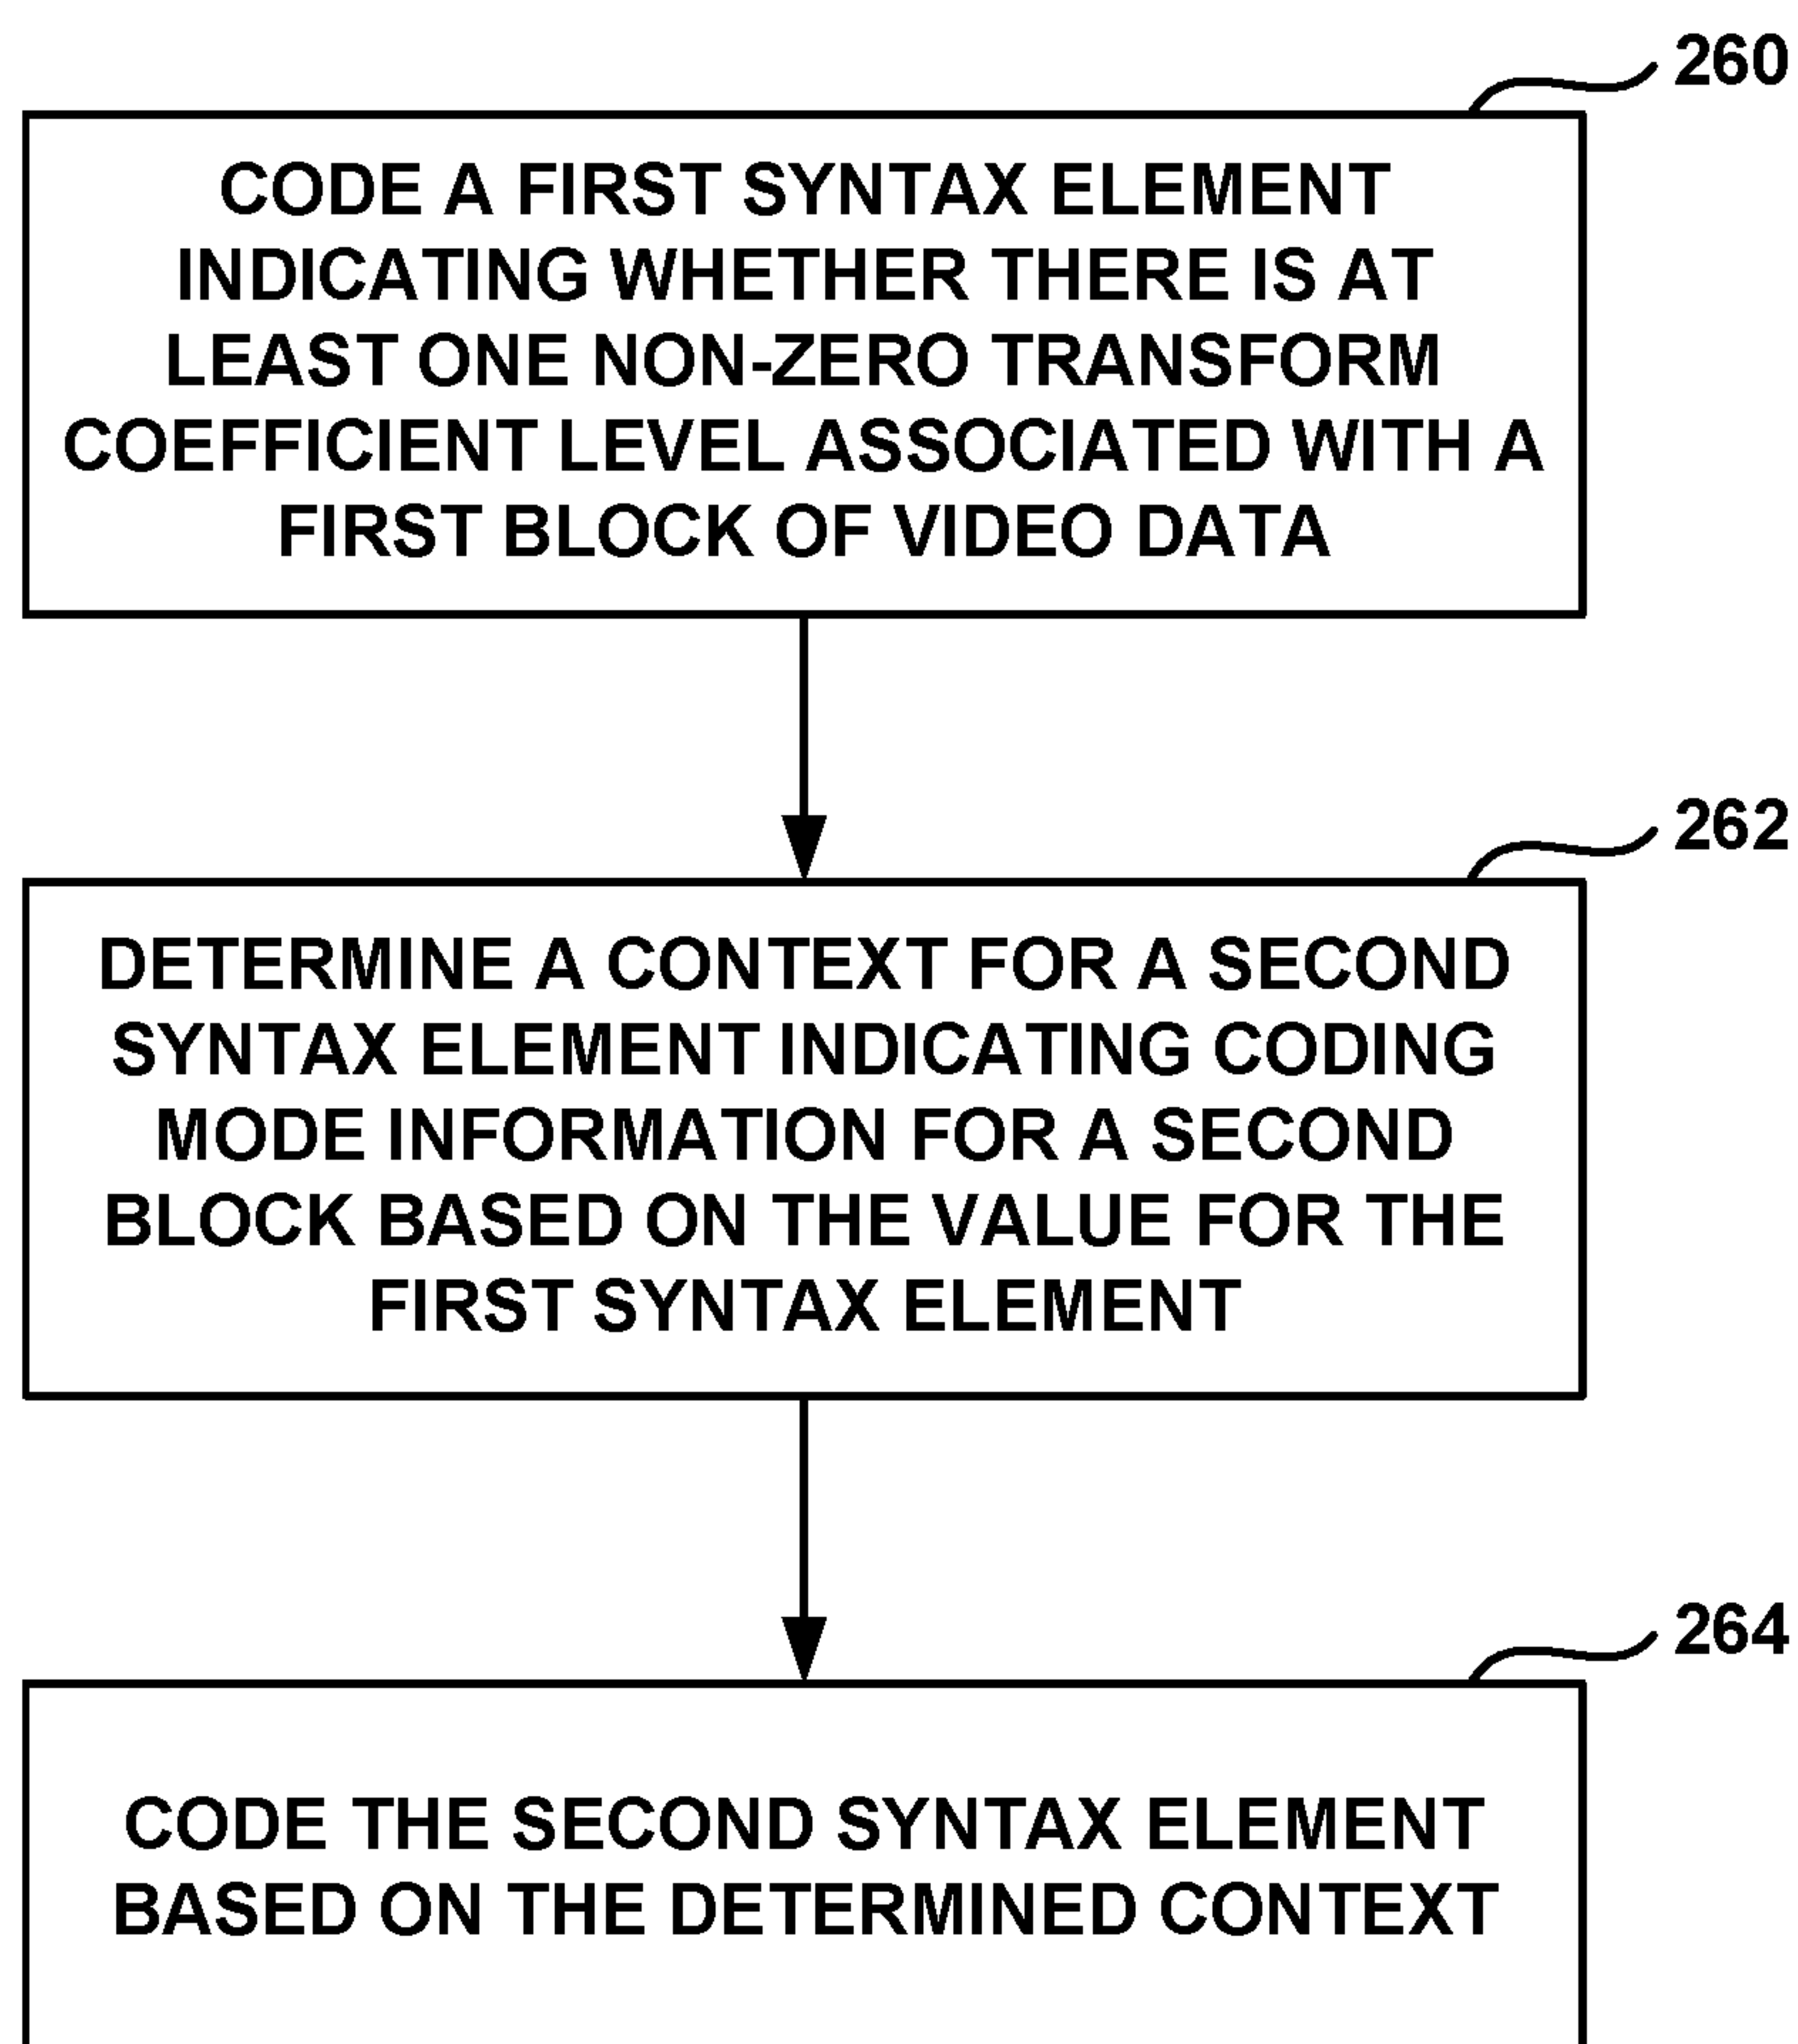 260
CODE A FIRST SYNTAX ELEMENT
INDICATING WHETHER THERE IS AT
LEAST ONE NON-ZERO TRANSFORM
COEFFICIENT LEVEL ASSOCIATED WITH A
FIRST BLOCK OF VIDEO DATA
262
DETERMINE A CONTEXT FOR A SECOND
SYNTAX ELEMENT INDICATING CODING
MODE INFORMATION FOR A SECOND
BLOCK BASED ON THE VALUE FOR THE
FIRST SYNTAX ELEMENT
264
CODE THE SECOND SYNTAX ELEMENT
BASED ON THE DETERMINED CONTEXT